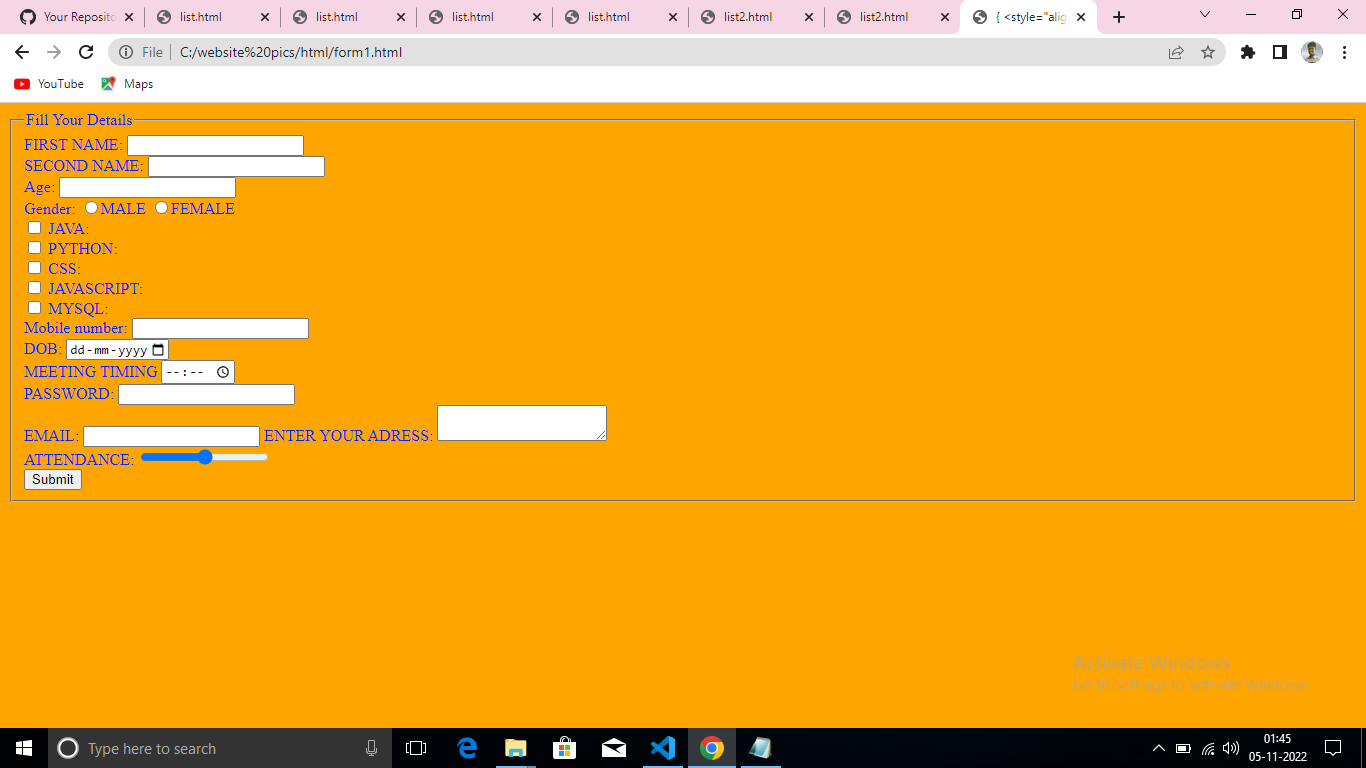 Your Reposito
list.html
list.html
list.html
list.html
list2.html
list2.html
{ <style="alig
File C:/website%20pics/html/form1.html
YouTube Maps
Fill Your Details
FIRST NAME:
SECOND NAME:
Age:
Gender: MALE FEMALE
JAVA:
PYTHON:
CSS:
JAVASCRIPT:
MYSQL:
Mobile number:
DOB: dd-mm-yyyy
MEETING TIMING --:--
PASSWORD:
EMAIL: ENTER YOUR ADRESS:
ATTENDANCE:
Submit
Activate Windows
Go to Settings to activate Windows.
Type here to search
01:45
05-11-2022